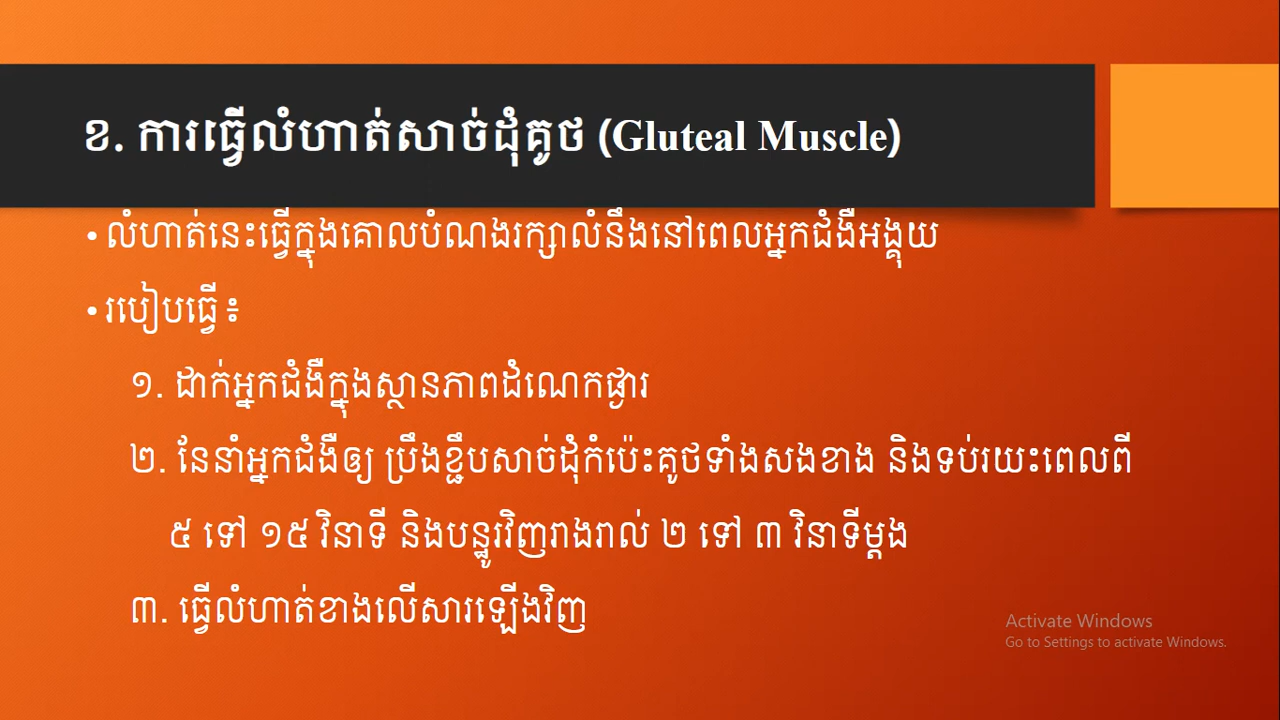 ខ. ការធ្វើលំហាត់សាច់ដុំគូថ (Gluteal Muscle)
• លំហាត់នេះធ្វើក្នុងគោលបំណងរក្សាលំនឹងនៅពេលអ្នកជំងឺអង្គុយ
• របៀបធ្វើ ៖
១. ដាក់អ្នកជំងឺក្នុងស្ថានភាពដំណេកផ្ងារ
២. នែនាំអ្នកជំងឺឲ្យ ប្រឹងខ្ជឹបសាច់ដុំកំប៉េះគូថទាំងសងខាង និងទប់រយះពេលពី
៥ ទៅ ១៥ វិនាទី និងបន្ធូរវិញរាងរាល់ ២ ទៅ ៣ វិនាទីម្តង
៣. ធ្វើលំហាត់ខាងលើសារឡើងវិញ
Activate Windows
Go to Settings to activate Windows.